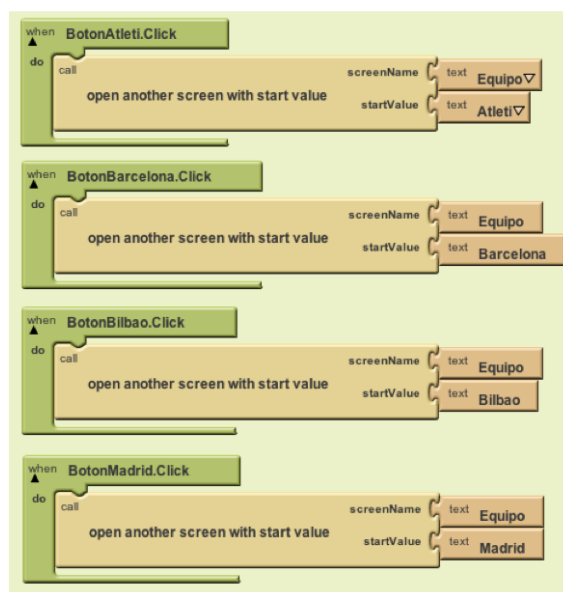 when BotonAtleti.Click
do call
screenName text Equipo
open another screen with start value
startValue text Atleti
when BotonBarcelona.Click
do call
screenName text Equipo
open another screen with start value
startValue text Barcelona
when BotonBilbao.Click
do call
screenName text Equipo
open another screen with start value
startValue text Bilbao
when BotonMadrid.Click
do call
screenName text Equipo
open another screen with start value
startValue text Madrid